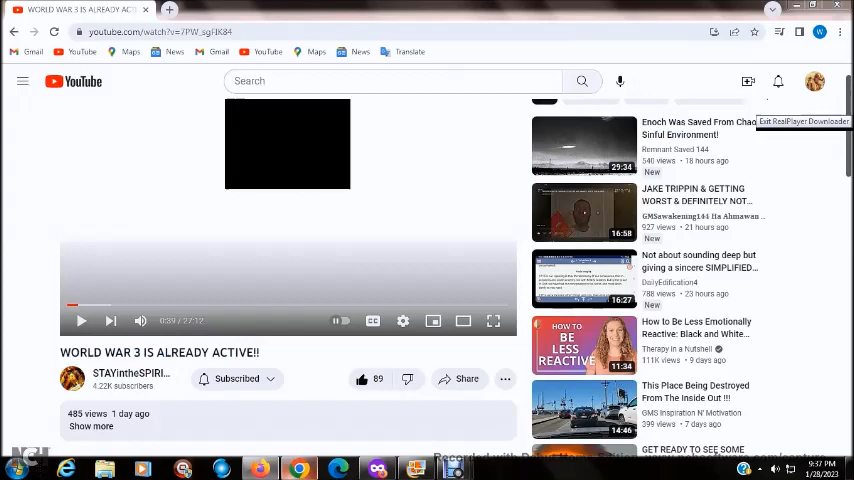 WORLD WAR 3 IS ALREADY ACTI
youtube.com/watch?v=7PW_sgFIK84
W
Gmail YouTube Maps News Gmail YouTube Maps News Translate
YouTube
Search
Exit RealPlayer Downloader
Enoch Was Saved From Chao
Sinful Environment!
Remnant Saved 144
540 views • 18 hours ago
New
29:34
JAKE TRIPPIN & GETTING
WORST & DEFINITELY NOT...
GMSawakening144 Ha Ahmawan ..
927 views • 21 hours ago
New
16:58
Not about sounding deep but
giving a sincere SIMPLIFIED...
DailyEdification4
788 views • 23 hours ago
New
16:27
HOW TO
BE
LESS
REACTIVE
11:34
How to Be Less Emotionally
Reactive: Black and White...
Therapy in a Nutshell
111K views • 9 days ago
This Place Being Destroyed
From The Inside Out !!!
GMS Inspiration N' Motivation
399 views • 7 days ago
14:46
GET READY TO SEE SOME
0:39 / 27:12
CC
WORLD WAR 3 IS ALREADY ACTIVE!!
STAYintheSPIRI...
4.22K subscribers
Subscribed
89
Share
485 views 1 day ago
Show more
NCH
9:37 PM
1/28/2023